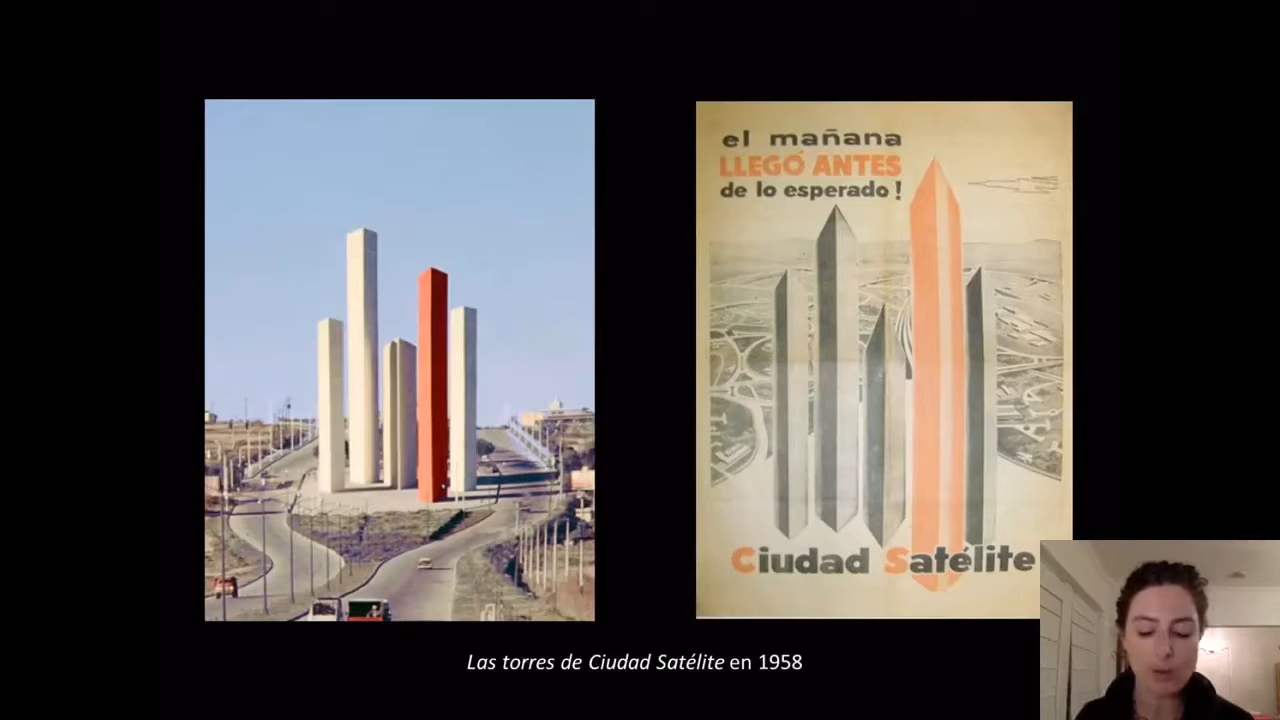 el mañana
LLEGÓ ANTES
de lo esperado !
Ciudad Satélite
Las torres de Ciudad Satélite en 1958